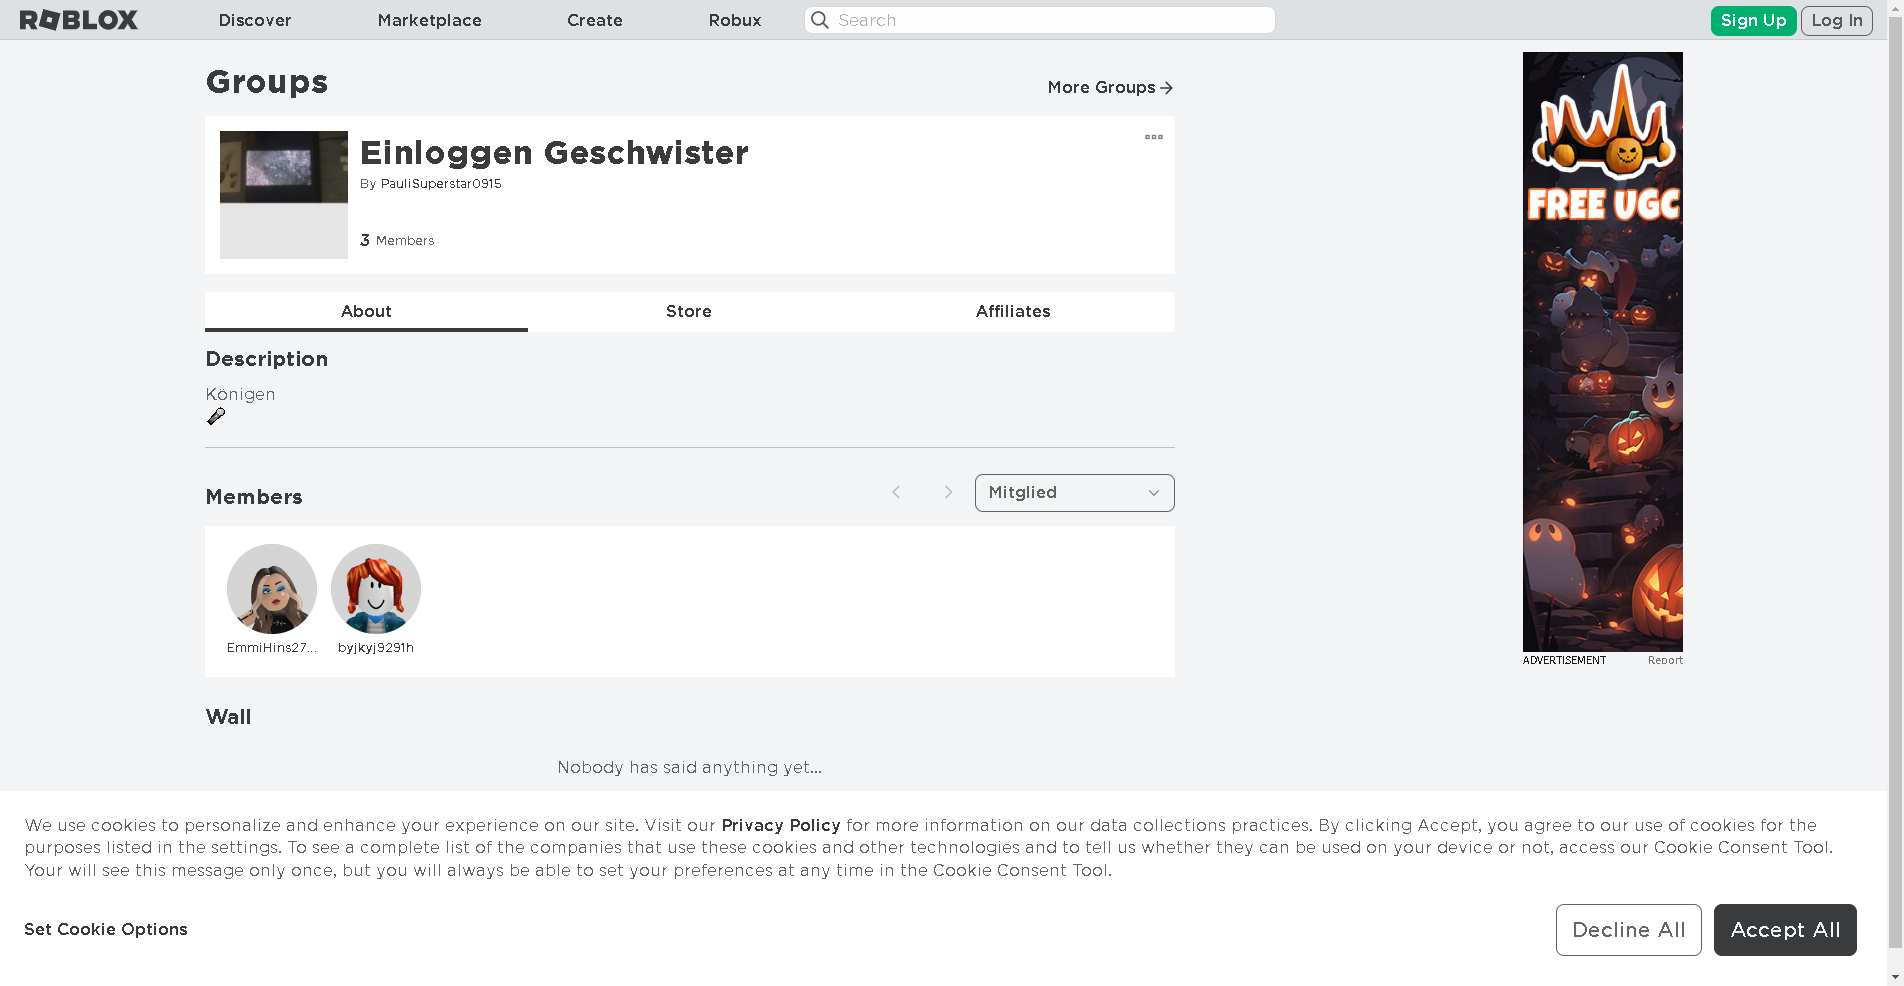 ROBLOX Discover Marketplace Create Robux Search Sign Up Log In
Groups
More Groups
Einloggen Geschwister
By PauliSuperstar0915
3 Members
About Store Affiliates
Description
Königen
Members
Mitglied
EmmiHins27... byjkyj9291h
Wall
Nobody has said anything yet...
FREE UGC
ADVERTISEMENT Report
We use cookies to personalize and enhance your experience on our site. Visit our Privacy Policy for more information on our data collections practices. By clicking Accept, you agree to our use of cookies for the
purposes listed in the settings. To see a complete list of the companies that use these cookies and other technologies and to tell us whether they can be used on your device or not, access our Cookie Consent Tool.
Your will see this message only once, but you will always be able to set your preferences at any time in the Cookie Consent Tool.
Set Cookie Options
Decline All Accept All